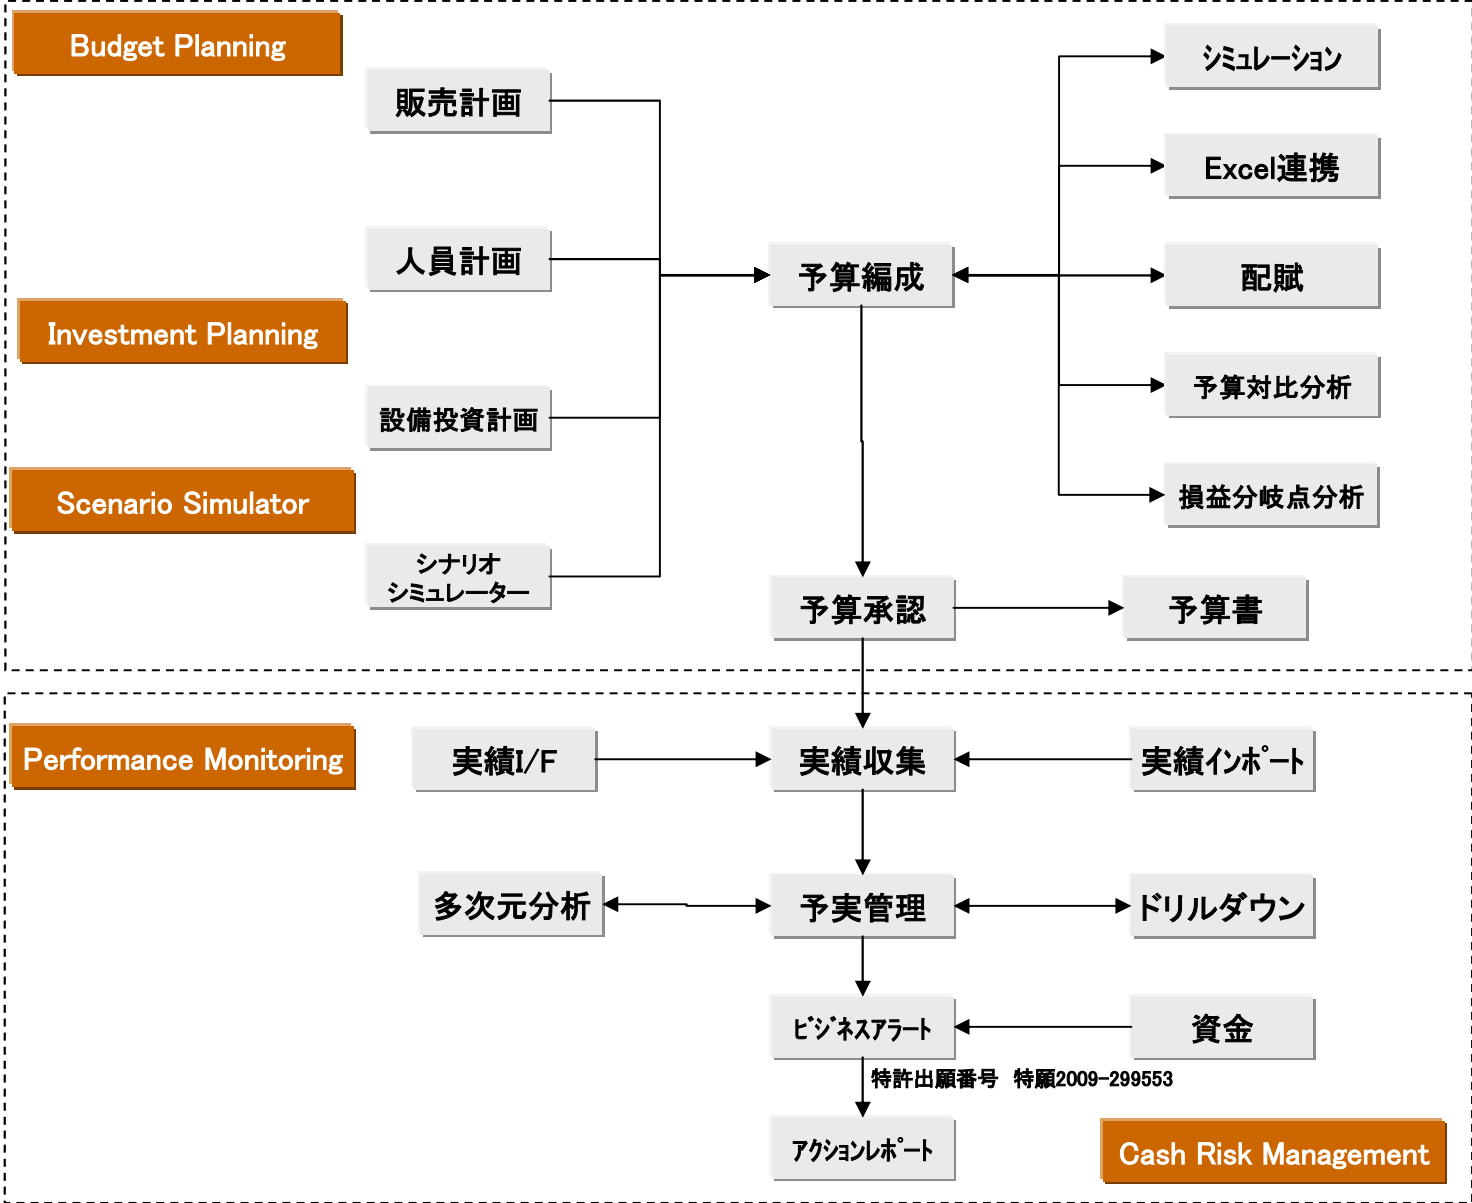 Budget Planning
シミュレーション
販売計画
Excel連携
人員計画
予算編成
配賦
Investment Planning
設備投資計画
予算対比分析
Scenario Simulator
損益分岐点分析
シナリオ
シミュレーター
予算承認
予算書
Performance Monitoring
実績I/F
実績収集
実績インポート
多次元分析
予実管理
ドリルダウン
ビジネスアラート
資金
特許出願番号 特願2009-299553
アクションレポート
Cash Risk Management